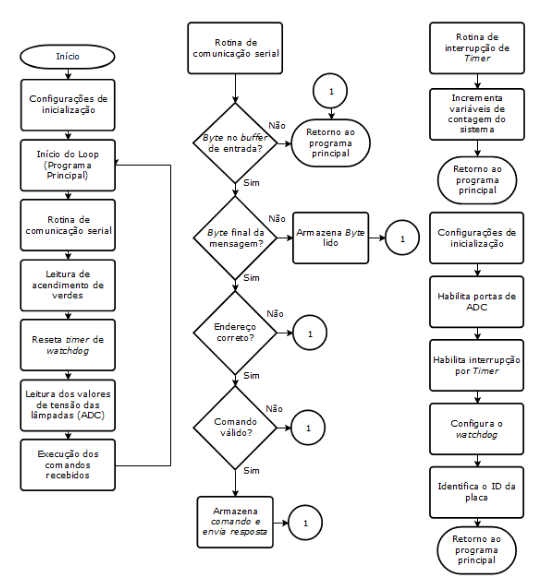 Início
Configurações de
inicialização
Início do Loop
(Programa
Principal)
Rotina de
comunicação serial
Leitura de
acendimento de
verdes
Reseta timer de
watchdog
Leitura dos valores
de tensão das
lâmpadas (ADC)
Execução dos
comandos
recebidos
Rotina de
comunicação serial
Byte no buffer
de entrada?
Não
1
Retorno ao
programa
principal
Sim
Byte final da
mensagem?
Não
Armazena Byte
lido
1
Sim
Endereço
correto?
Não
1
Sim
Comando
válido?
Não
1
Sim
Armazena
comando e
envia resposta
1
Rotina de
interrupção de
Timer
Incrementa
variáveis de
contagem do
sistema
Retorno ao
programa
principal
Configurações de
inicialização
Habilita portas de
ADC
Habilita interrupção
por Timer
Configura o
watchdog
Identifica o ID da
placa
Retorno ao
programa
principal